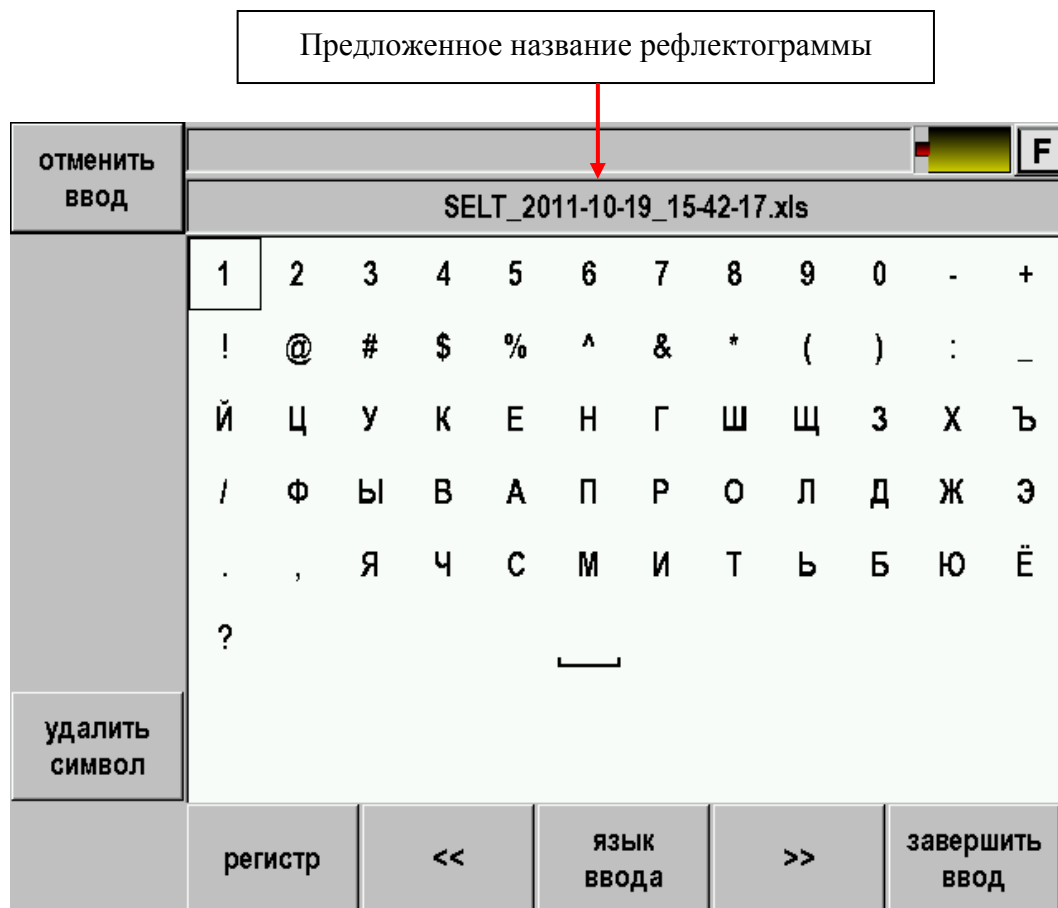 Предложенное название рефлектограммы
отменить
ввод
F
SELT_2011-10-19_15-42-17.xls
1 2 3 4 5 6 7 8 9 0 - +
! @ # $ % ^ & * ( ) : _
Й Ц У К Е Н Г Ш Щ З Х Ъ
/ Ф Ы В А П Р О Л Д Ж Э
. , Я Ч С М И Т Ь Б Ю Ё
?
удалить
символ
регистр
<<
язык
ввода
>>
завершить
ввод